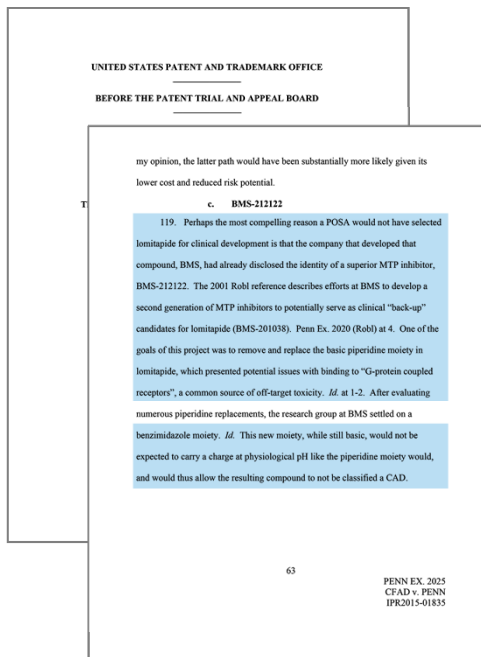 UNITED STATES PATENT AND TRADEMARK OFFICE
BEFORE THE PATENT TRIAL AND APPEAL BOARD
T
my opinion, the latter path would have been substantially more likely given its
lower cost and reduced risk potential.
c. BMS-212122
119. Perhaps the most compelling reason a POSA would not have selected
lomitapide for clinical development is that the company that developed that
compound, BMS, had already disclosed the identity of a superior MTP inhibitor,
BMS-212122. The 2001 Robl reference describes efforts at BMS to develop a
second generation of MTP inhibitors to potentially serve as clinical “back-up”
candidates for lomitapide (BMS-201038). Penn Ex. 2020 (Robl) at 4. One of the
goals of this project was to remove and replace the basic piperidine moiety in
lomitapide, which presented potential issues with binding to “G-protein coupled
receptors”, a common source of off-target toxicity. Id. at 1-2. After evaluating
numerous piperidine replacements, the research group at BMS settled on a
benzimidazole moiety. Id. This new moiety, while still basic, would not be
expected to carry a charge at physiological pH like the piperidine moiety would,
and would thus allow the resulting compound to not be classified a CAD.
63
PENN EX. 2025
CFAD v. PENN
IPR2015-01835